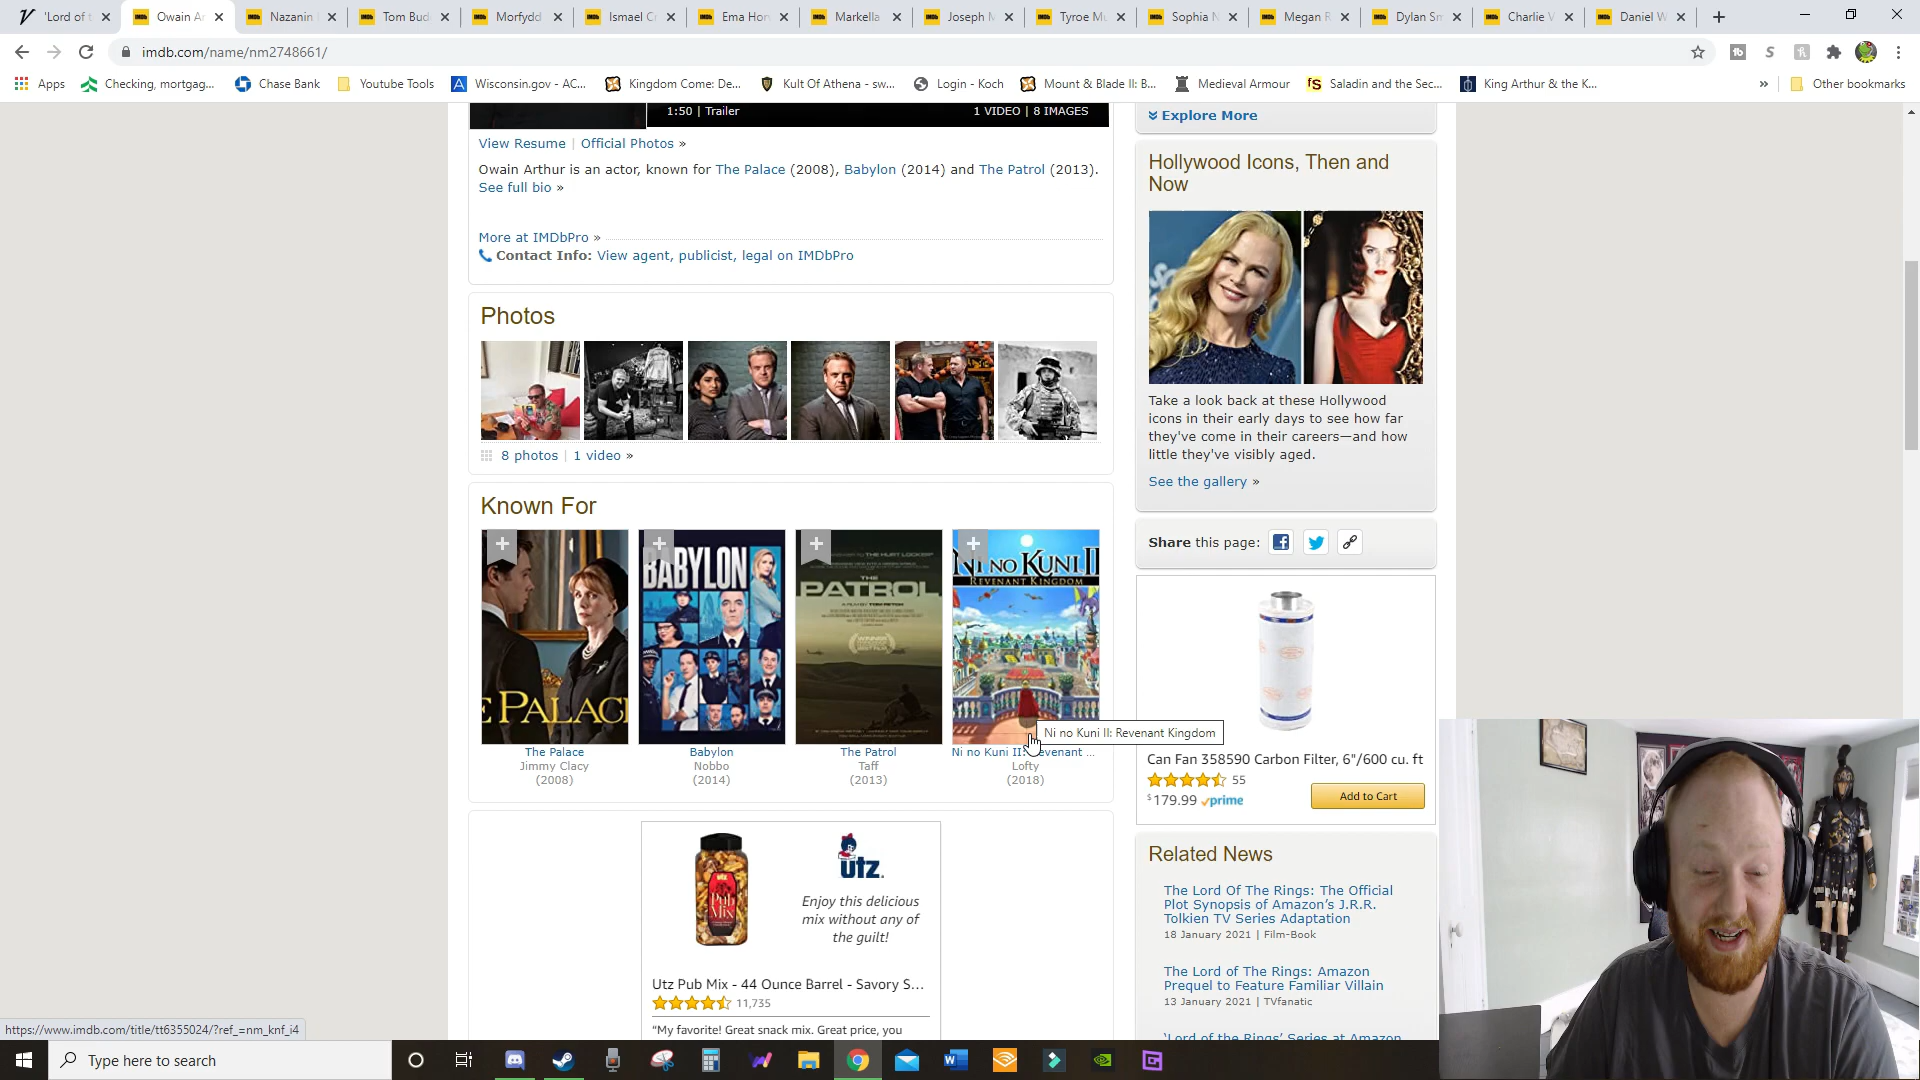 'Lord of t
Owain Ar
Nazanin
Tom Bud
Morfydd
Ismael C
Ema Hor
Markella
Joseph M
Tyroe Mu
Sophia N
Megan R
Dylan Sm
Charlie V
Daniel W
imdb.com/name/nm2748661/
Apps
Checking, mortgag...
Chase Bank
Youtube Tools
Wisconsin.gov - AC...
Kingdom Come: De...
Kult Of Athena - sw...
Login - Koch
Mount & Blade II: B...
Medieval Armour
Saladin and the Sec...
King Arthur & the K...
»
Other bookmarks
1:50 | Trailer
1 VIDEO | 8 IMAGES
View Resume | Official Photos »
Owain Arthur is an actor, known for The Palace (2008), Babylon (2014) and The Patrol (2013).
See full bio »
More at IMDbPro »
Contact Info: View agent, publicist, legal on IMDbPro
Photos
8 photos | 1 video »
Known For
E PALAC
BABYLON
THE
PATROL
NI NO KUNI II
REVENANT KINGDOM
The Palace
Jimmy Clacy
(2008)
Babylon
Nobbo
(2014)
The Patrol
Taff
(2013)
Ni no Kuni II: Revenant ...
Lofty
(2018)
Ni no Kuni II: Revenant Kingdom
utz.
Pub
Mix
Enjoy this delicious
mix without any of
the guilt!
Utz Pub Mix - 44 Ounce Barrel - Savory S...
11,735
"My favorite! Great snack mix. Great price, you
Explore More
Hollywood Icons, Then and
Now
Take a look back at these Hollywood
icons in their early days to see how far
they've come in their careers—and how
little they've visibly aged.
See the gallery »
Share this page:
Can Fan 358590 Carbon Filter, 6"/600 cu. ft
55
$179.99 prime
Add to Cart
Related News
The Lord Of The Rings: The Official
Plot Synopsis of Amazon's J.R.R.
Tolkien TV Series Adaptation
18 January 2021 | Film-Book
The Lord of The Rings: Amazon
Prequel to Feature Familiar Villain
13 January 2021 | TVfanatic
'Lord of the Rings' Series at Amazon
https://www.imdb.com/title/tt6355024/?ref_=nm_knf_i4
Type here to search